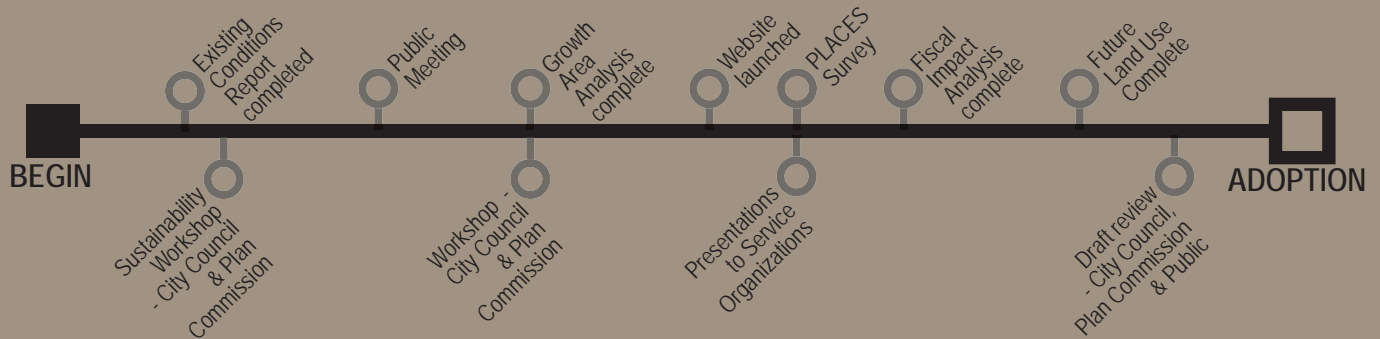 BEGIN
Existing
Conditions
Report
completed
Public
Meeting
Growth
Area
Analysis
complete
Website
launched
PLACES
Survey
Fiscal
Impact
Analysis
complete
Future
Land Use
Complete
Sustainability
Workshop
- City Council
& Plan
Commission
Workshop -
City Council
& Plan
Commission
Presentations
to Service
Organizations
Draft review
- City Council,
Plan Commission
& Public
ADOPTION